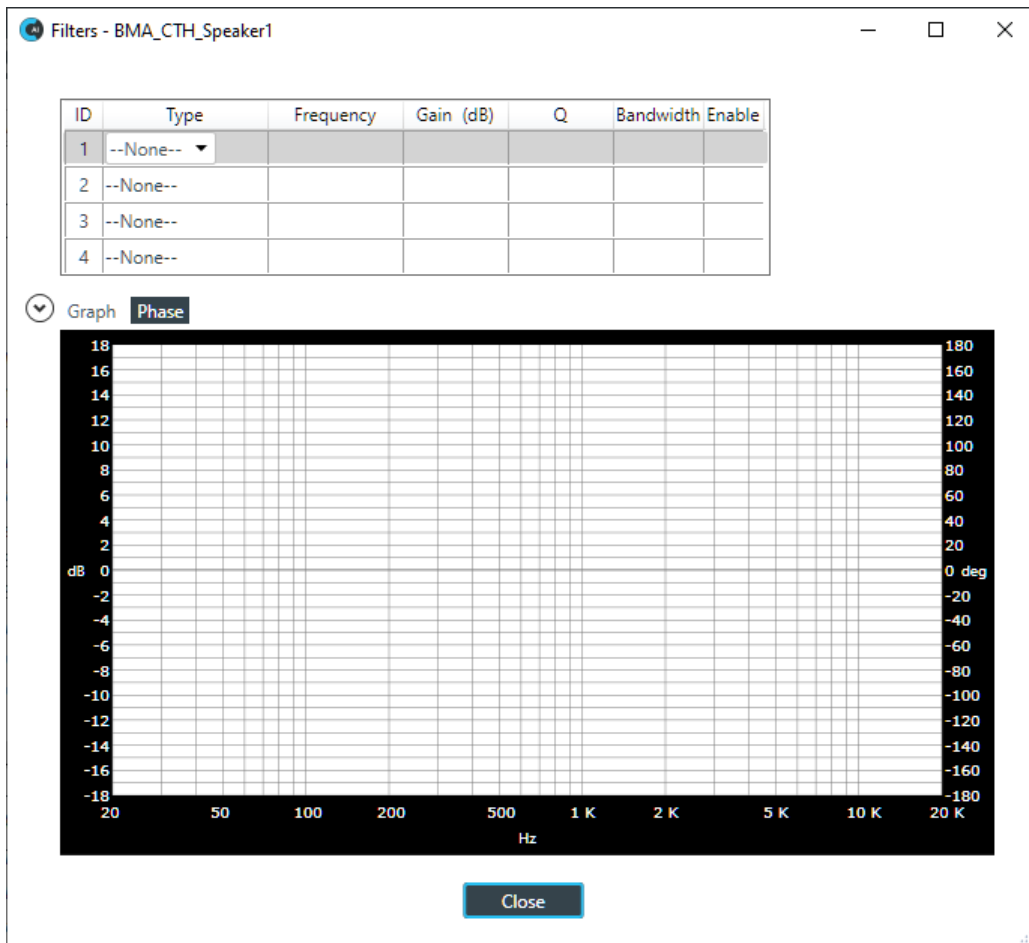 Filters - BMA_CTH_Speaker1
ID Type Frequency Gain (dB) Q Bandwidth Enable
1 --None--
2 --None--
3 --None--
4 --None--
Graph Phase
18 180
16 160
14 140
12 120
10 100
8 80
6 60
4 40
2 20
dB 0 0 deg
-2 -20
-4 -40
-6 -60
-8 -80
-10 -100
-12 -120
-14 -140
-16 -160
-18 -180
20 50 100 200 500 1 K 2 K 5 K 10 K 20 K
Hz
Close